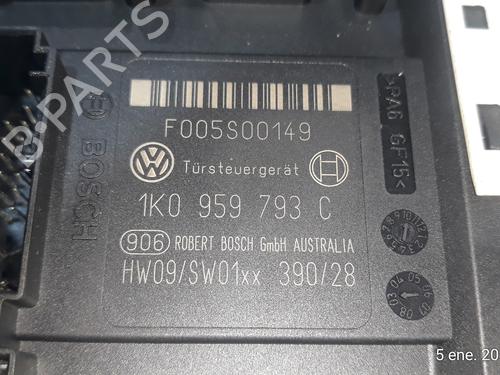 F005S00149
Türsteuergerät
1K0 959 793 C
906 ROBERT BOSCH GmbH AUSTRALIA
HW09/SW01xx 390/28
BOSCH
B-PARTS
5 ene. 20